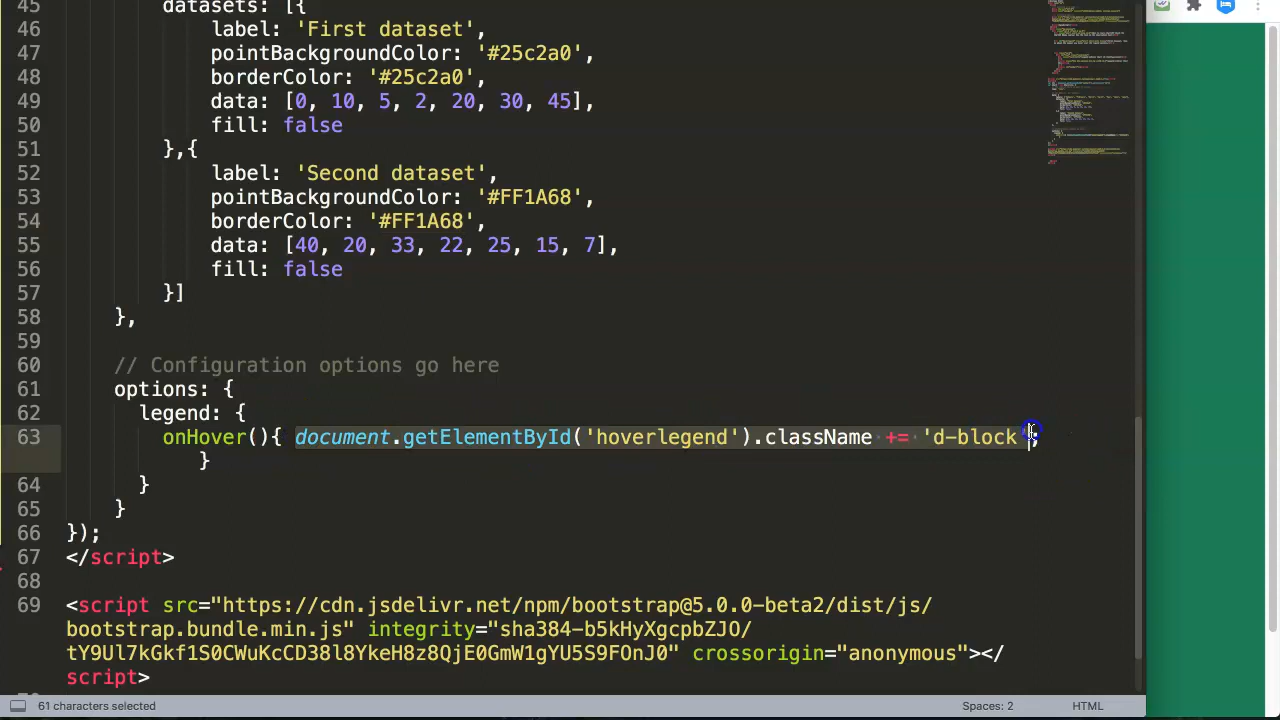 45 datasets: [{
46 label: 'First dataset',
47 pointBackgroundColor: '#25c2a0',
48 borderColor: '#25c2a0',
49 data: [0, 10, 5, 2, 20, 30, 45],
50 fill: false
51 },{
52 label: 'Second dataset',
53 pointBackgroundColor: '#FF1A68',
54 borderColor: '#FF1A68',
55 data: [40, 20, 33, 22, 25, 15, 7],
56 fill: false
57 }]
58 },
59
60 // Configuration options go here
61 options: {
62 legend: {
63 onHover(){ document.getElementById('hoverlegend').className += 'd-block';
}
64 }
65 }
66 });
67 </script>
68
69 <script src="https://cdn.jsdelivr.net/npm/bootstrap@5.0.0-beta2/dist/js/
bootstrap.bundle.min.js" integrity="sha384-b5kHyXgcpbZJO/
tY9Ul7kGkf1S0CWuKcCD38l8YkeH8z8QjE0GmW1gYU5S9FOnJ0" crossorigin="anonymous"></
script>
61 characters selected
Spaces: 2
HTML